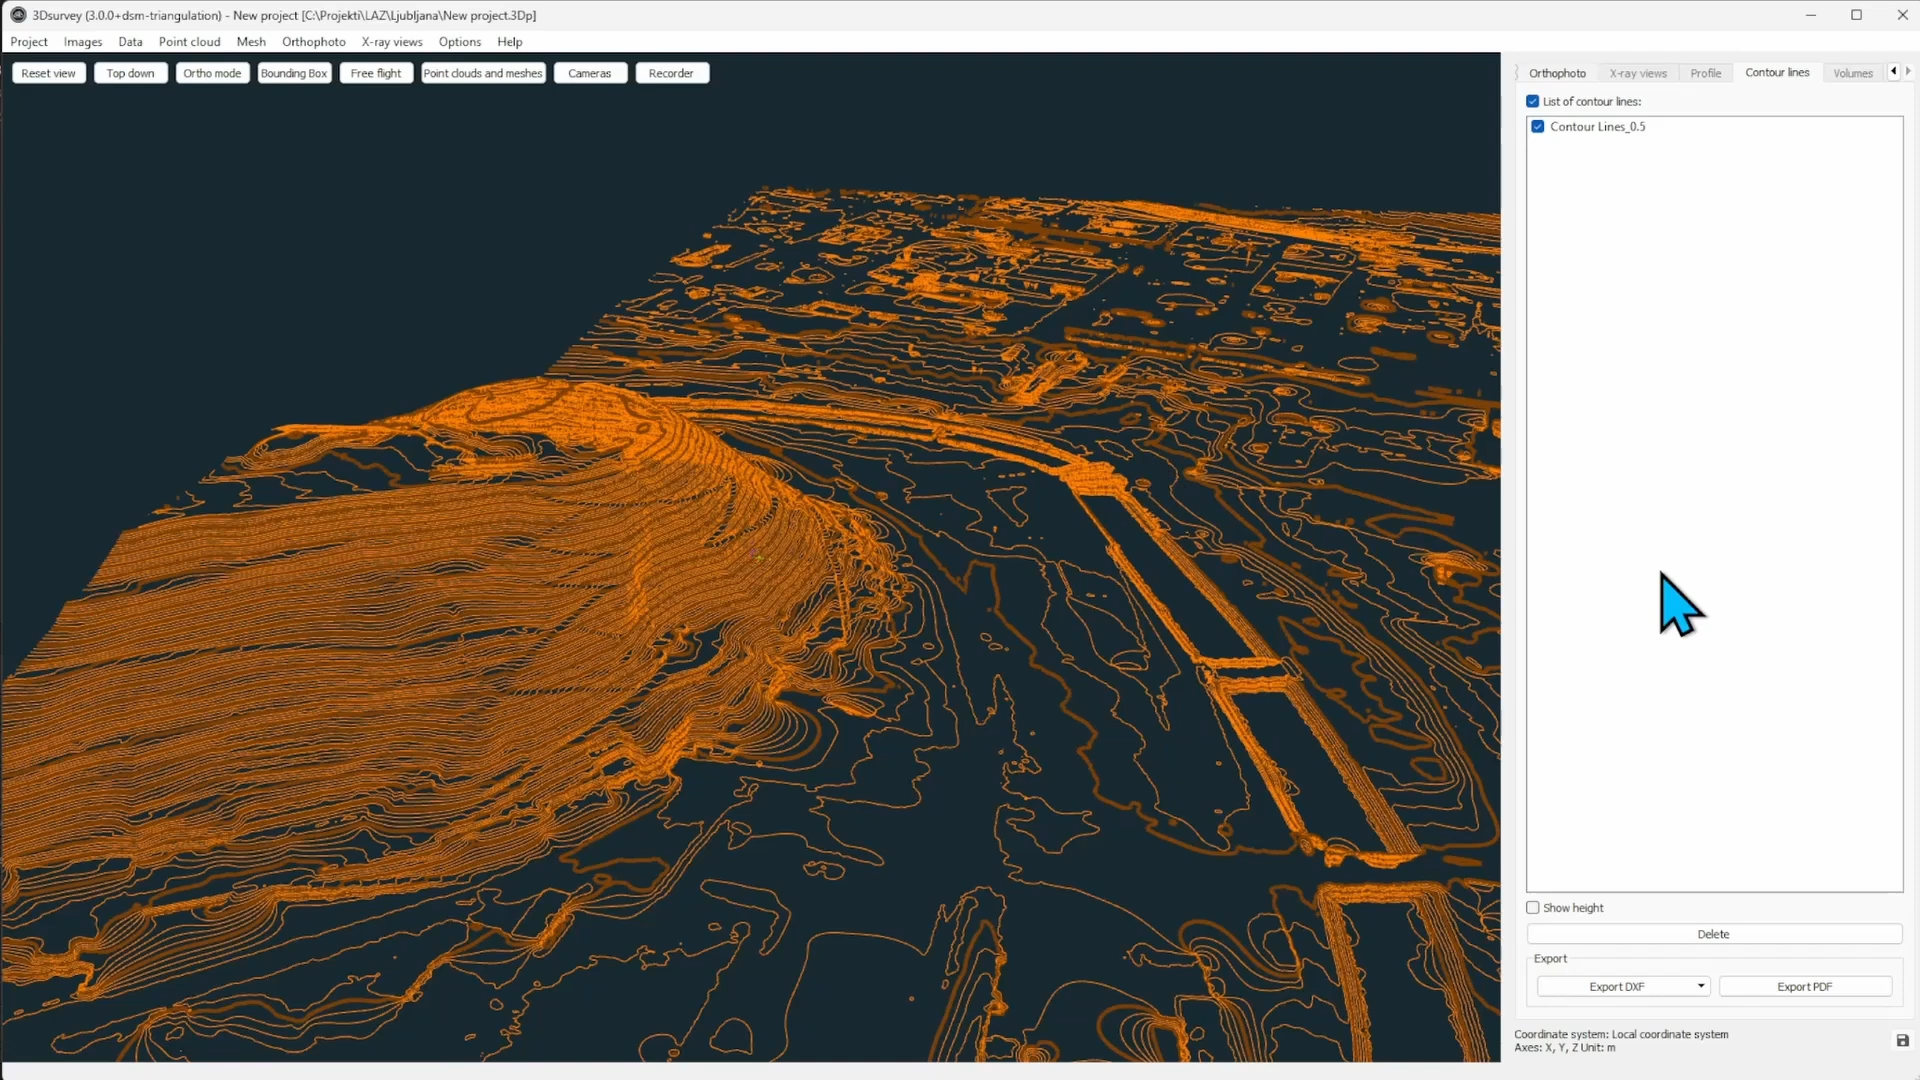 3Dsurvey (3.0.0+dsm-triangulation) - New project [C:\Projekti\LAZ\Ljubljana\New project.3Dp]
Project Images Data Point cloud Mesh Orthophoto X-ray views Options Help
Reset view Top down Ortho mode Bounding Box Free flight Point clouds and meshes Cameras Recorder
Orthophoto X-ray views Profile Contour lines Volumes
List of contour lines:
Contour Lines_0.5
Show height
Delete
Export
Export DXF Export PDF
Coordinate system: Local coordinate system
Axes: X, Y, Z Unit: m